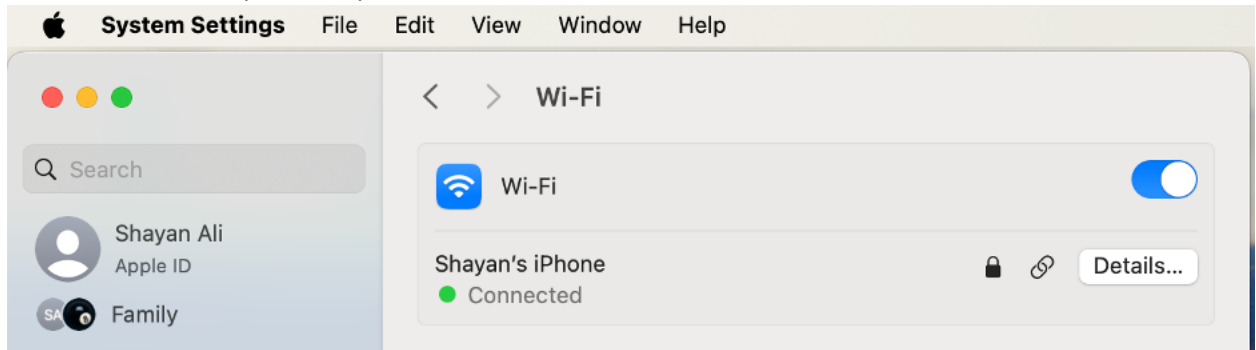 System Settings File Edit View Window Help
Wi-Fi
Search
Wi-Fi
Shayan Ali
Apple ID
Shayan's iPhone
Connected
Details...
SA
Family